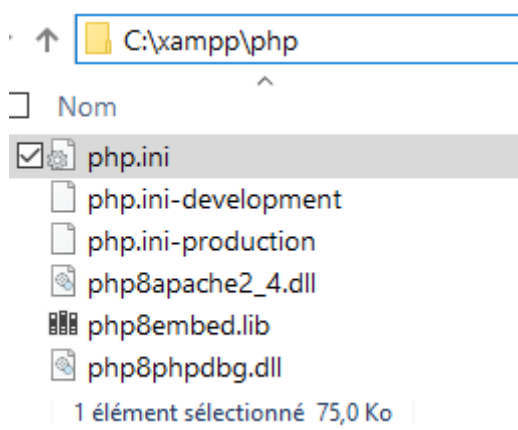 C:\xampp\php
Nom
php.ini
php.ini-development
php.ini-production
php8apache2_4.dll
php8embed.lib
php8phpdbg.dll
1 élément sélectionné 75,0 Ko